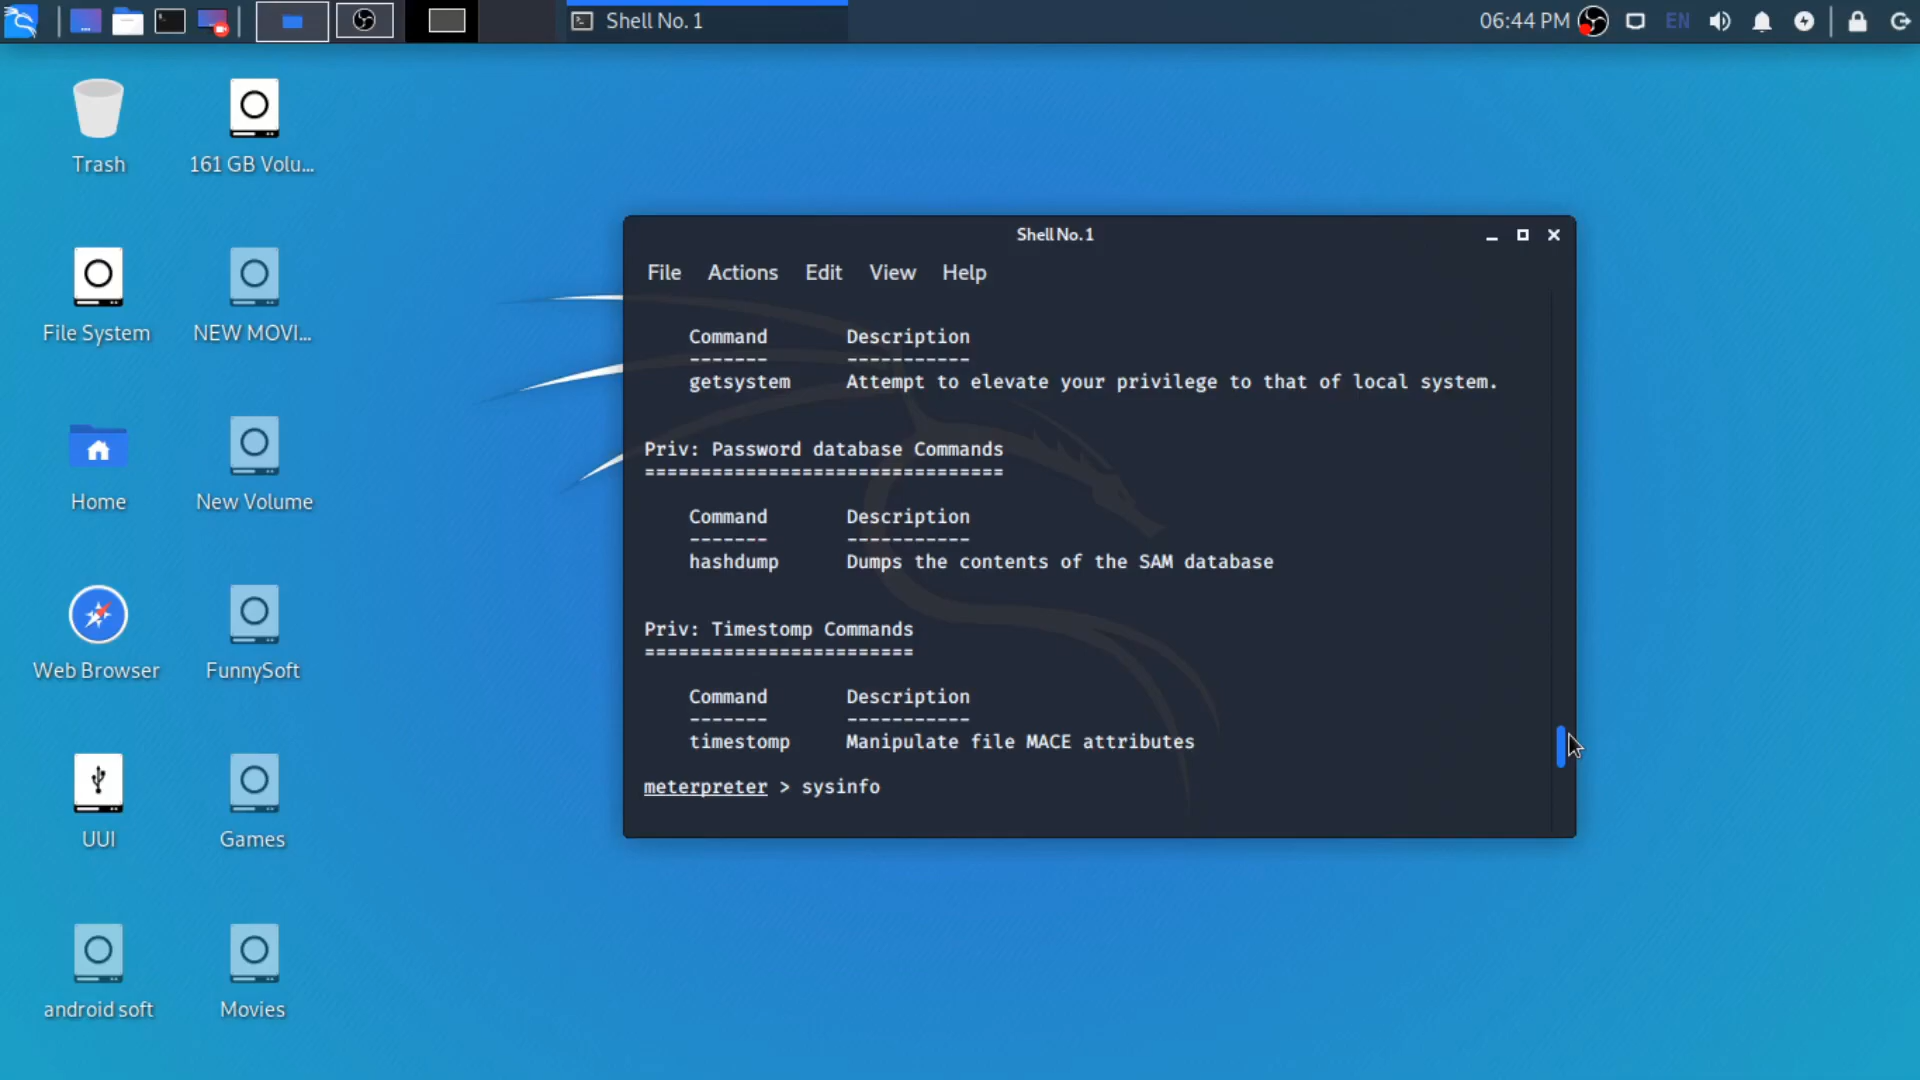 Shell No. 1
06:44 PM
EN
Trash
161 GB Volu...
File System
NEW MOVI...
Home
New Volume
Web Browser
FunnySoft
UUI
Games
android soft
Movies
Shell No. 1
File Actions Edit View Help
Command Description
------- -----------
getsystem Attempt to elevate your privilege to that of local system.
Priv: Password database Commands
================================
Command Description
------- -----------
hashdump Dumps the contents of the SAM database
Priv: Timestomp Commands
========================
Command Description
------- -----------
timestomp Manipulate file MACE attributes
meterpreter > sysinfo